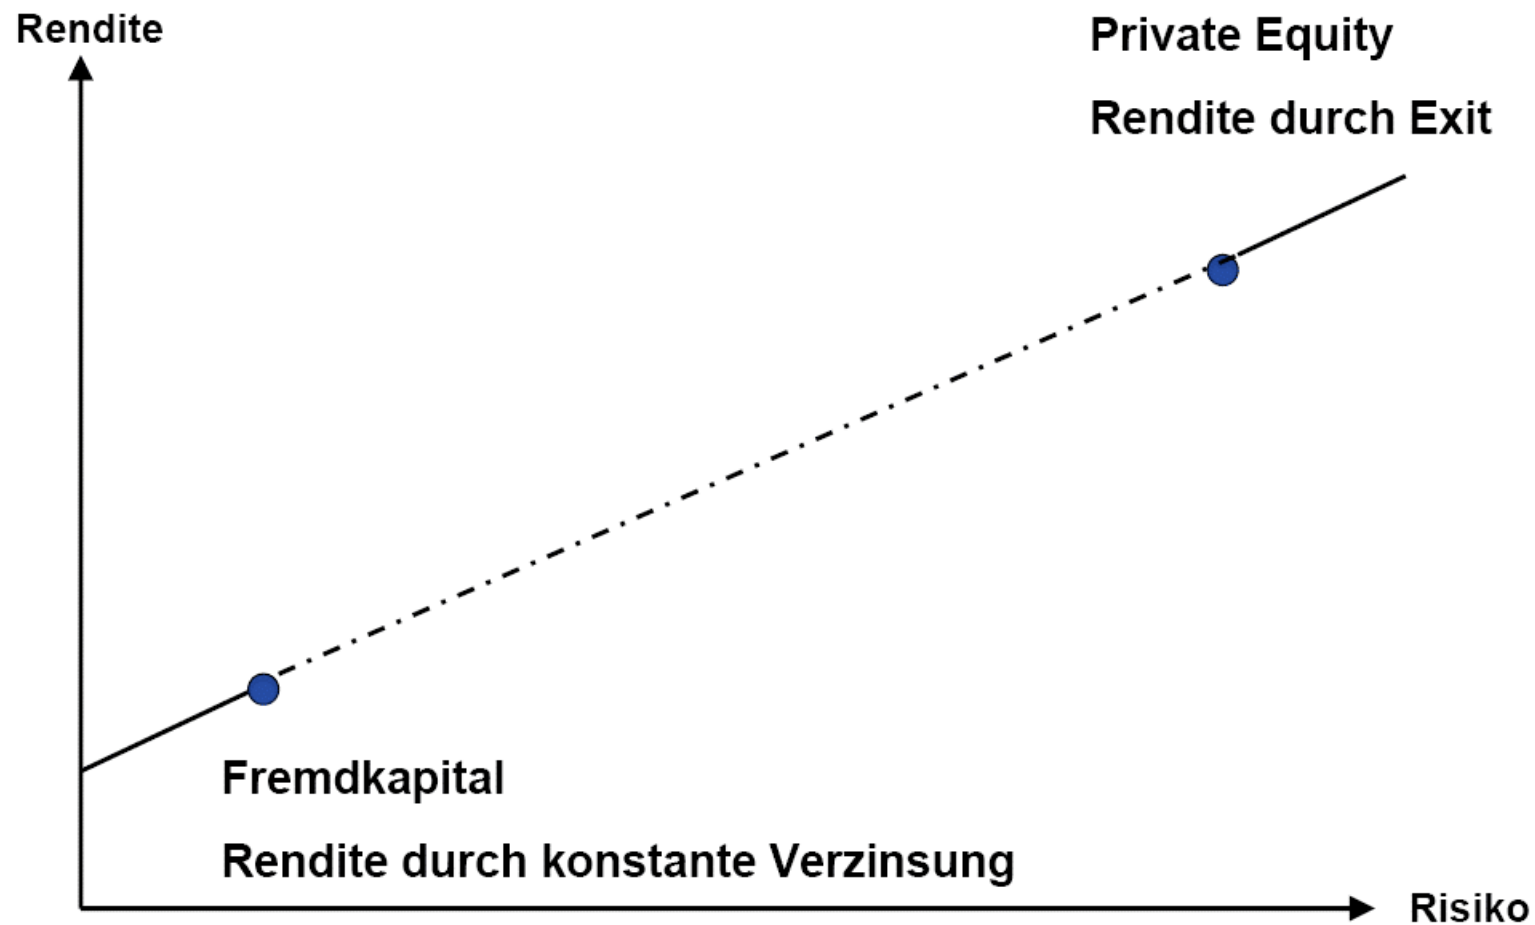 Rendite
Private Equity
Rendite durch Exit
Fremdkapital
Rendite durch konstante Verzinsung
Risiko